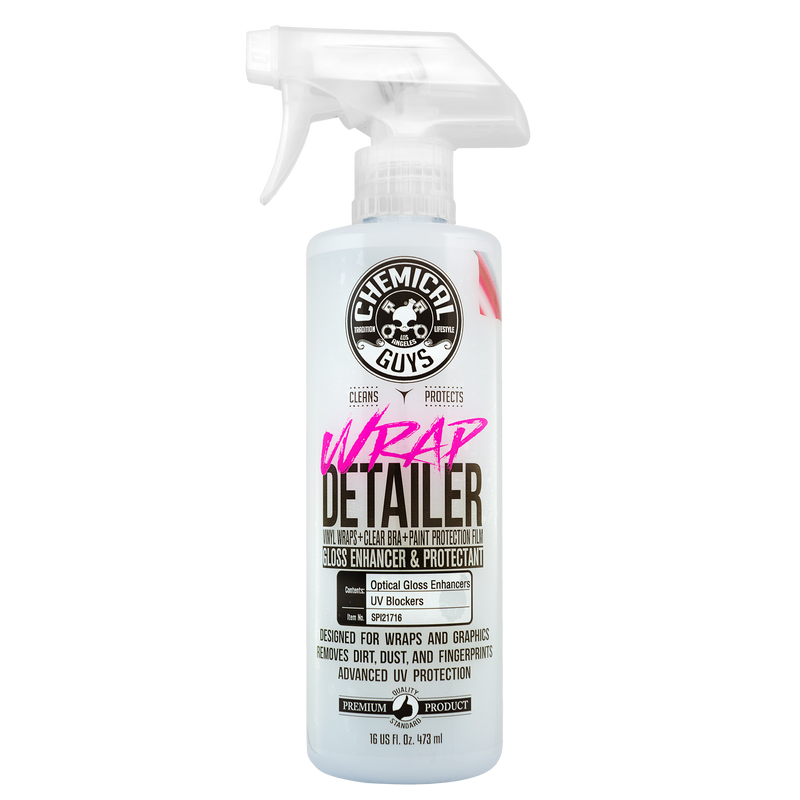 CHEMICAL
TRADITION LIFESTYLE
LOS
ANGELES
GUYS
CLEANS PROTECTS
WRAP
DETAILER
VINYL WRAPS+CLEAR BRA+PAINT PROTECTION FILM
GLOSS ENHANCER & PROTECTANT
Contents: Optical Gloss Enhancers
UV Blockers
Item No. SPI21716
DESIGNED FOR WRAPS AND GRAPHICS
REMOVES DIRT, DUST, AND FINGERPRINTS
ADVANCED UV PROTECTION
QUALITY
PREMIUM PRODUCT
STANDARD
16 US Fl. Oz. 473 ml